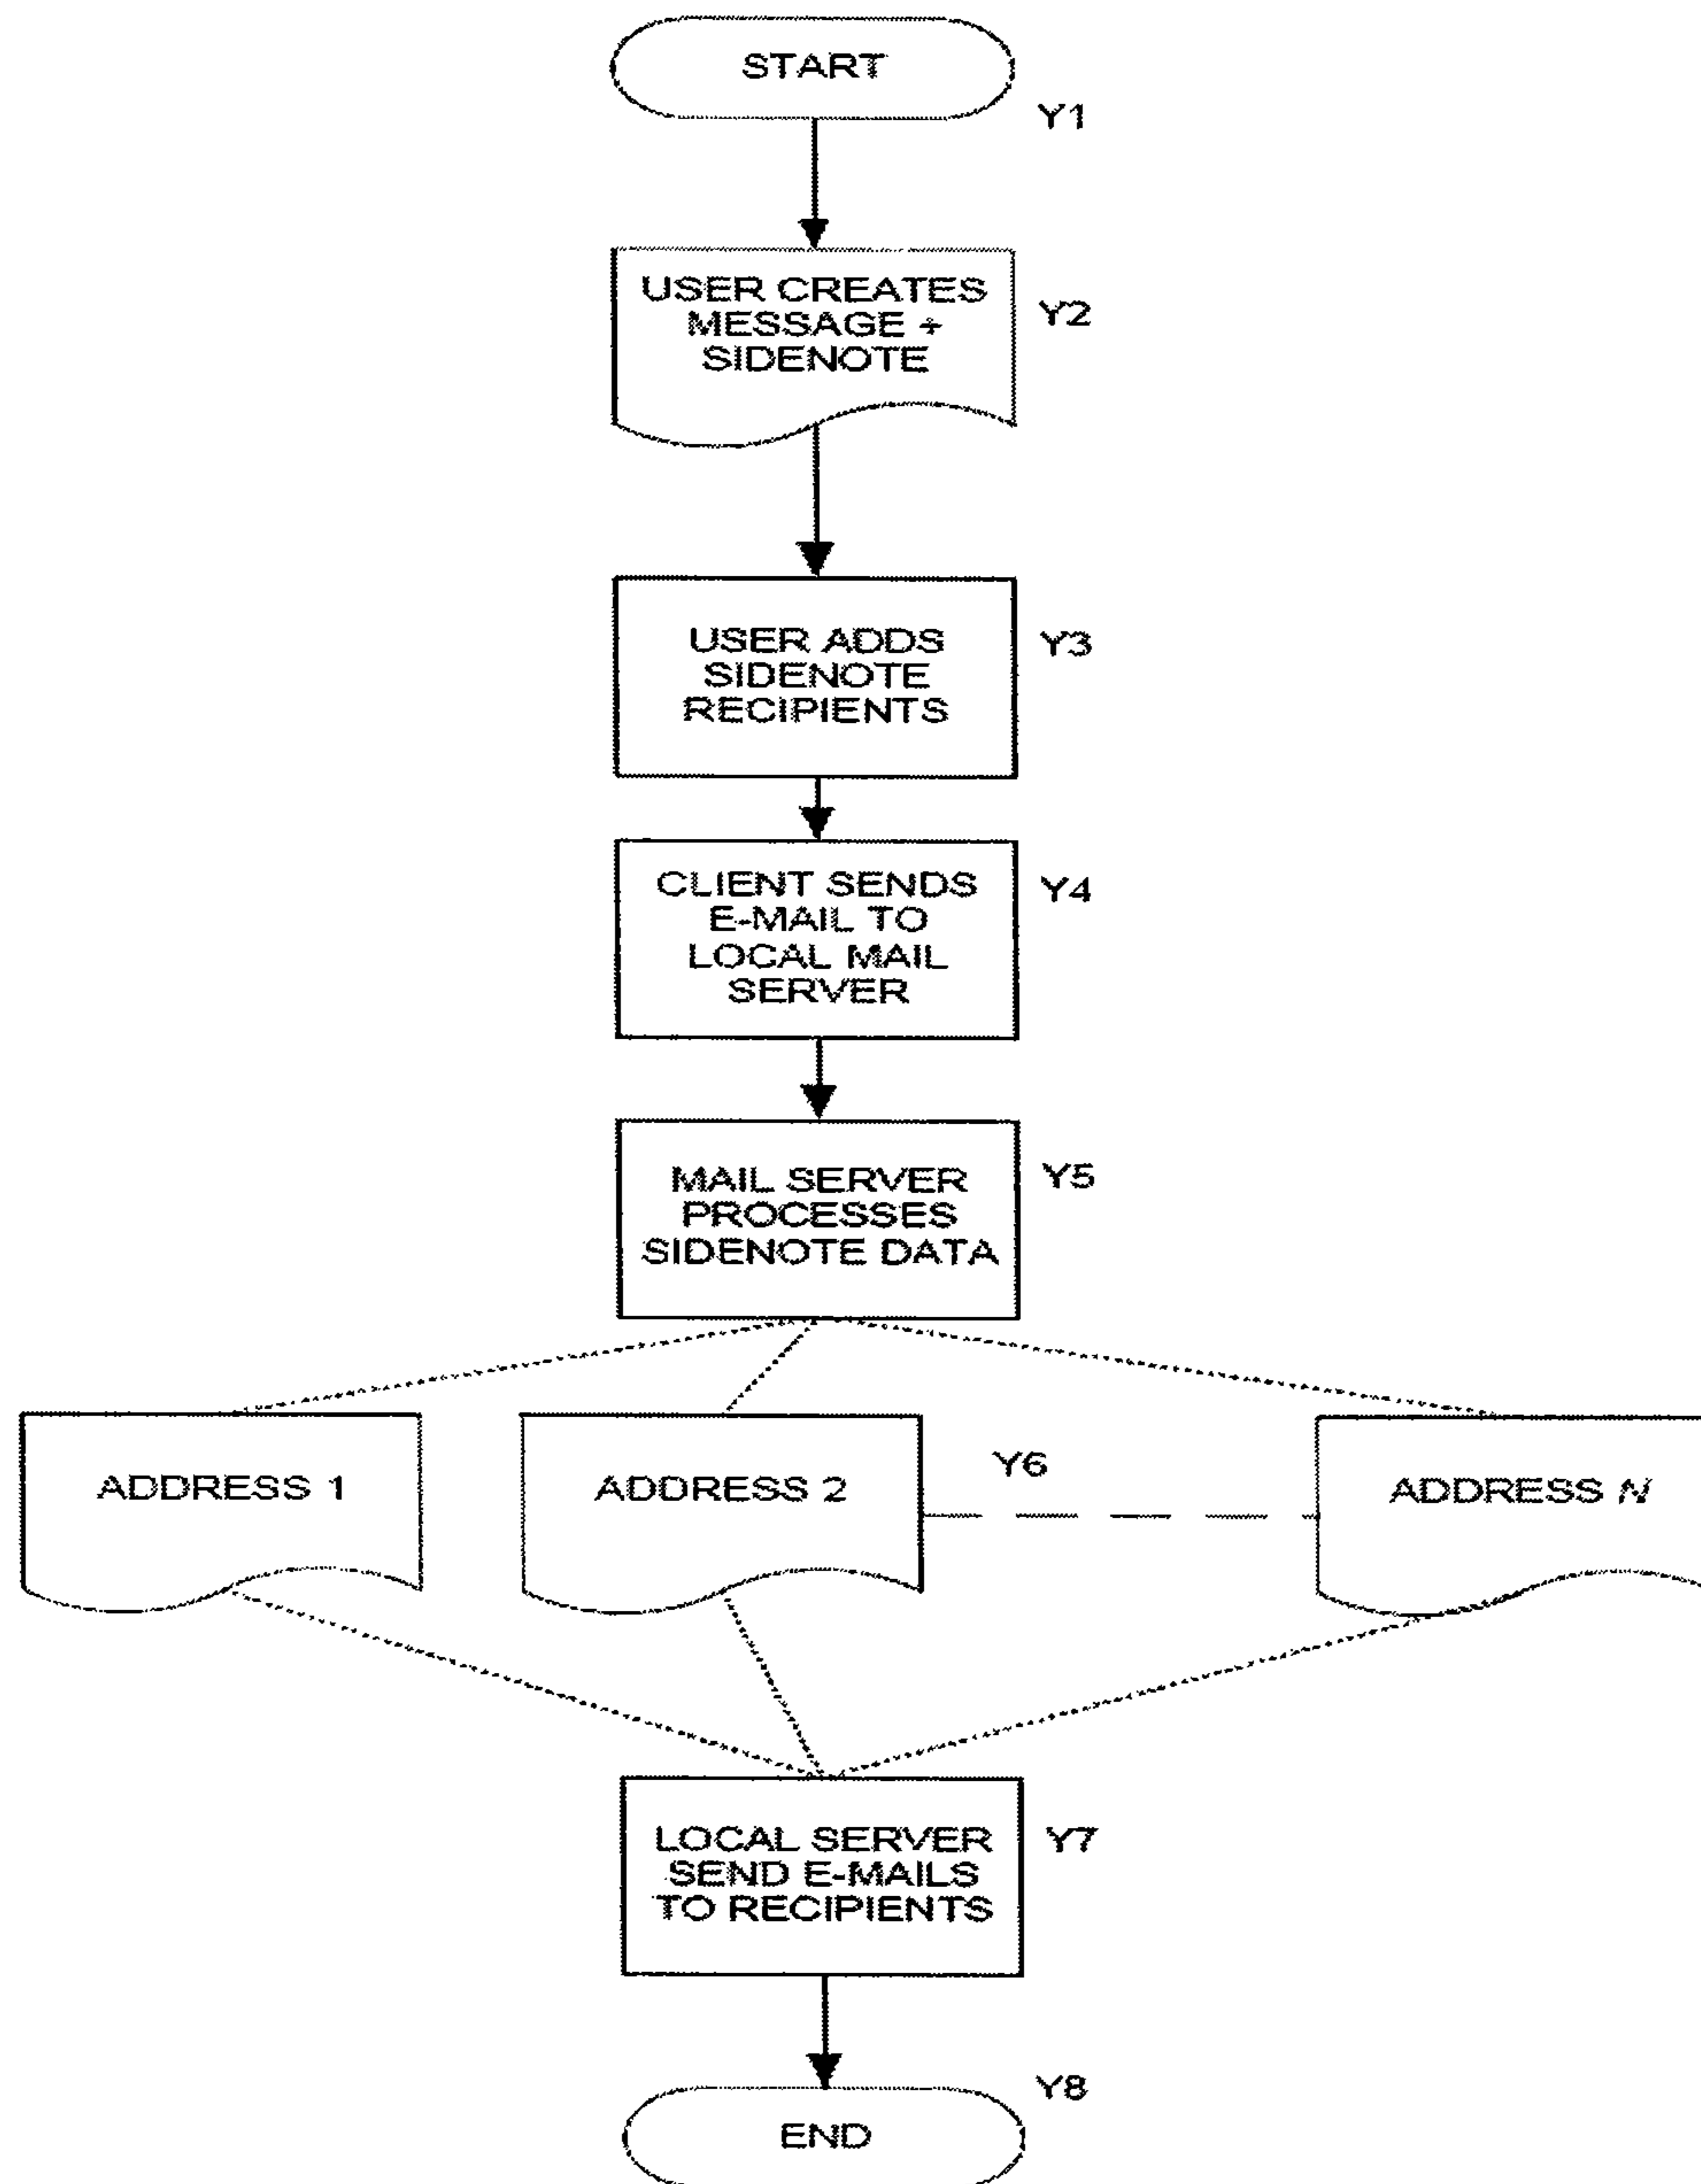 START
Y1
USER CREATES
MESSAGE +
SIDENOTE
Y2
USER ADDS
SIDENOTE
RECIPIENTS
Y3
CLIENT SENDS
E-MAIL TO
LOCAL MAIL
SERVER
Y4
MAIL SERVER
PROCESSES
SIDENOTE DATA
Y5
ADDRESS 1
ADDRESS 2
Y6
ADDRESS N
LOCAL SERVER
SEND E-MAILS
TO RECIPIENTS
Y7
Y8
END